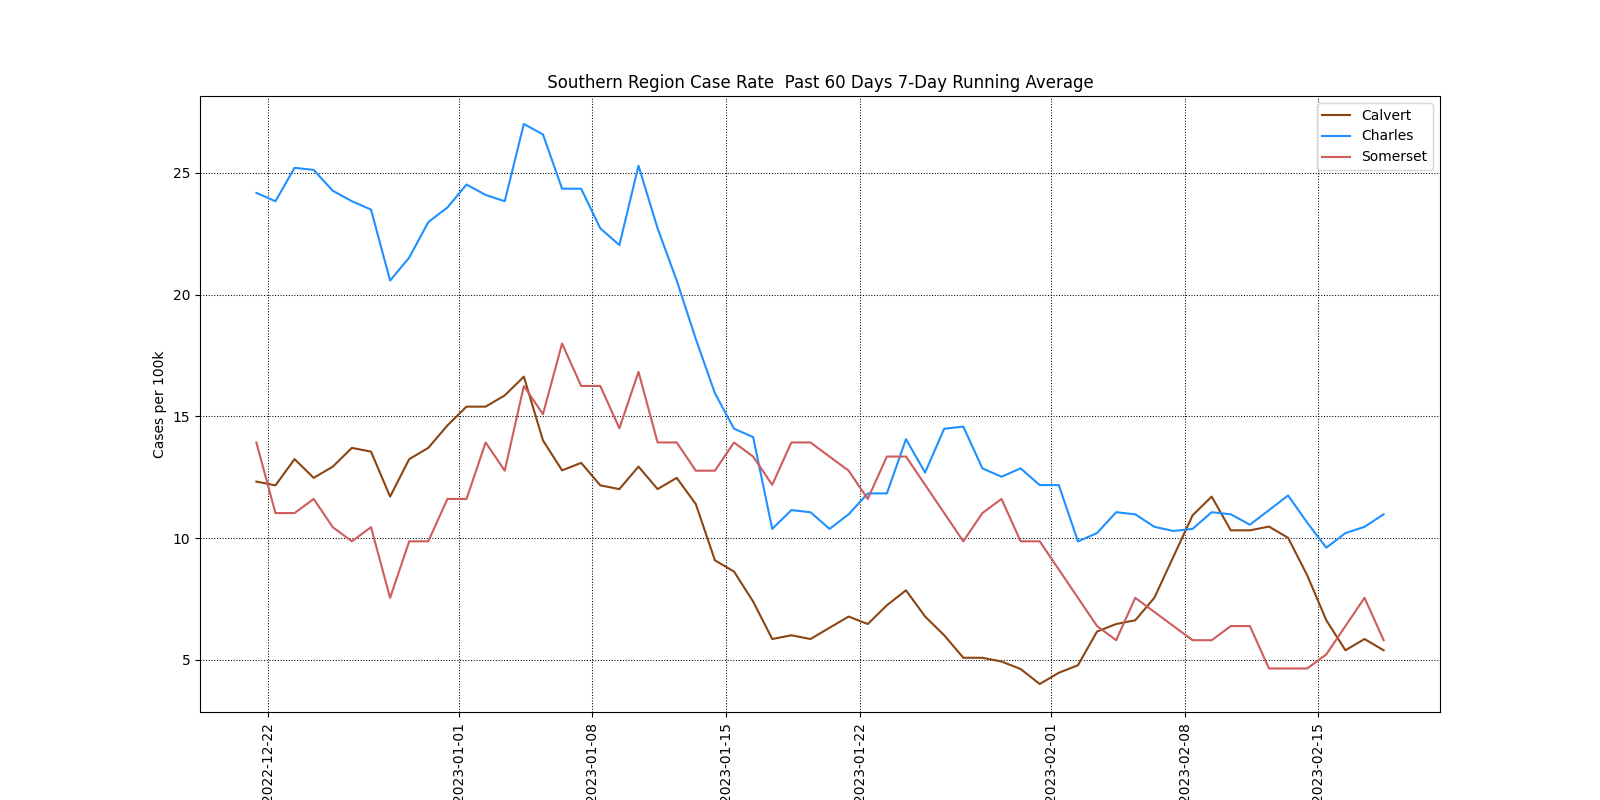 Southern Region Case Rate  Past 60 Days 7-Day Running Average
Calvert
Charles
Somerset
Cases per 100k
25
20
15
10
5
2022-12-22
2023-01-01
2023-01-08
2023-01-15
2023-01-22
2023-02-01
2023-02-08
2023-02-15